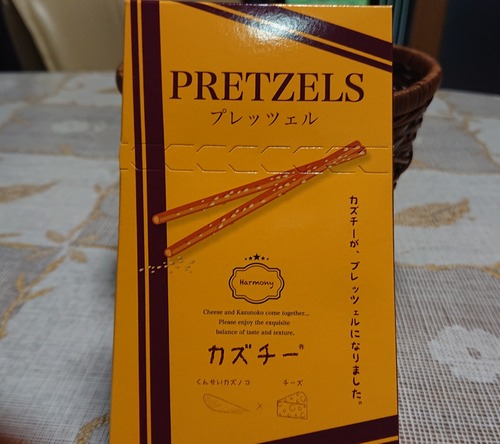 PRETZELS
プレッツェル
カズチーが、プレッツェルになりました。
Harmony
Cheese and Kazunoko come together...
Please enjoy the exquisite
balance of taste and texture.
カズチー®
くんせいカズノコ × チーズ